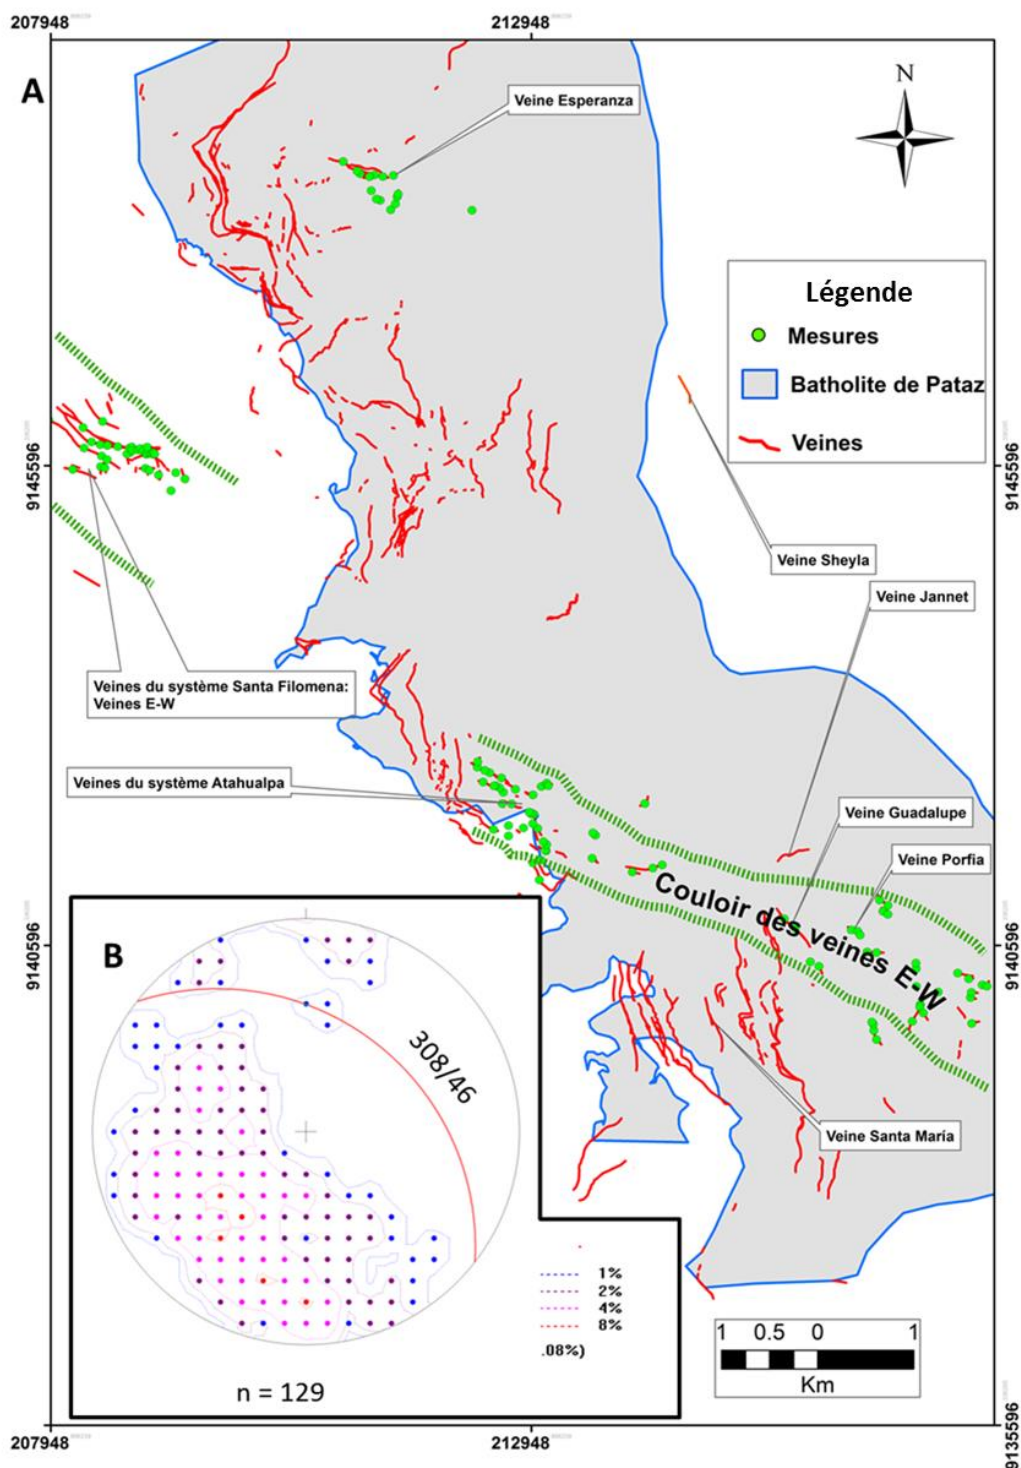 207948
212948
A
Veine Esperanza
N
Légende
Mesures
Batholite de Pataz
Veines
9145596
9145596
Veine Sheyla
Veine Jannet
Veines du système Santa Filomena:
Veines E-W
Veines du système Atahualpa
Veine Guadalupe
Veine Porfia
Couloir des veines E-W
9140596
9140596
B
308/46
Veine Santa María
1%
2%
4%
8%
.08%)
n = 129
1 0.5 0 1
Km
207948
212948
9135596